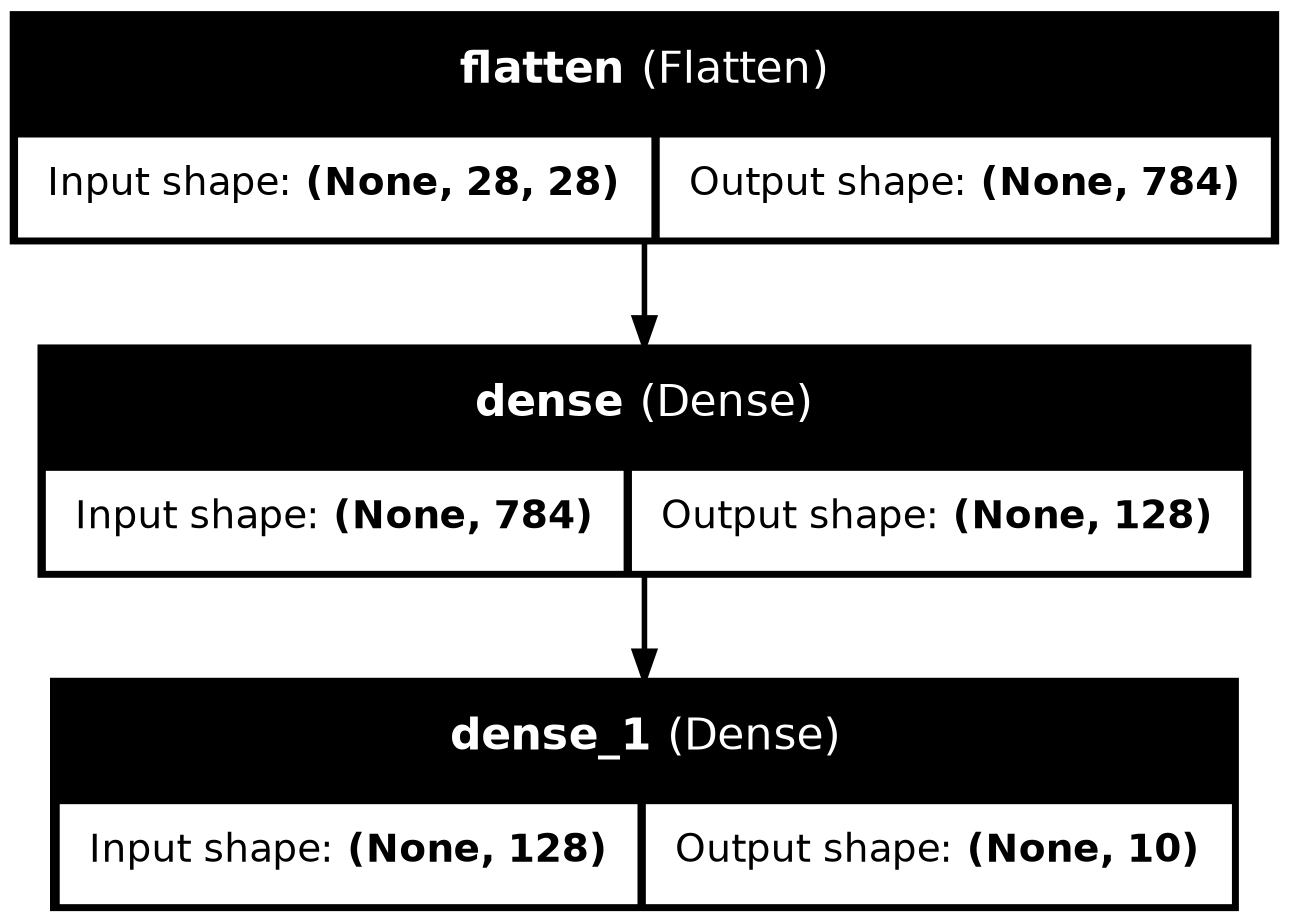 flatten (Flatten)
Input shape: (None, 28, 28)
Output shape: (None, 784)
dense (Dense)
Input shape: (None, 784)
Output shape: (None, 128)
dense_1 (Dense)
Input shape: (None, 128)
Output shape: (None, 10)